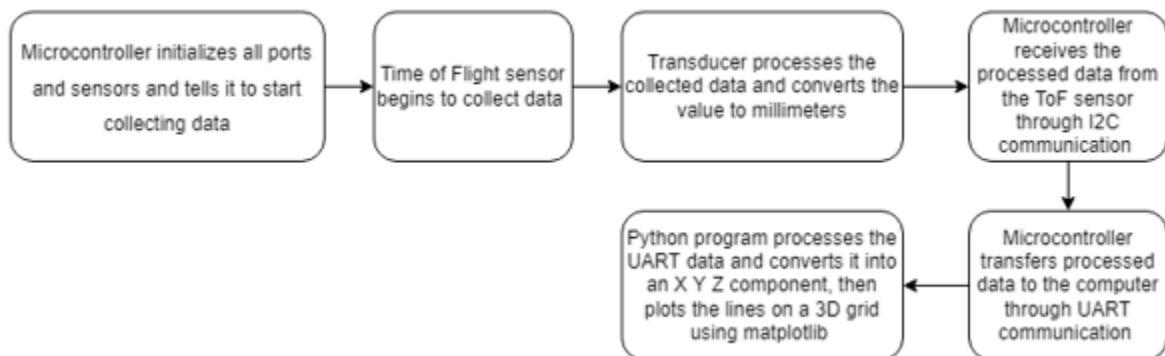 Microcontroller initializes all ports
and sensors and tells it to start
collecting data
Time of Flight sensor
begins to collect data
Transducer processes the
collected data and converts the
value to millimeters
Microcontroller
receives the
processed data from
the ToF sensor
through I2C
communication
Microcontroller
transfers processed
data to the computer
through UART
communication
Python program processes the
UART data and converts it into
an X Y Z component, then
plots the lines on a 3D grid
using matplotlib